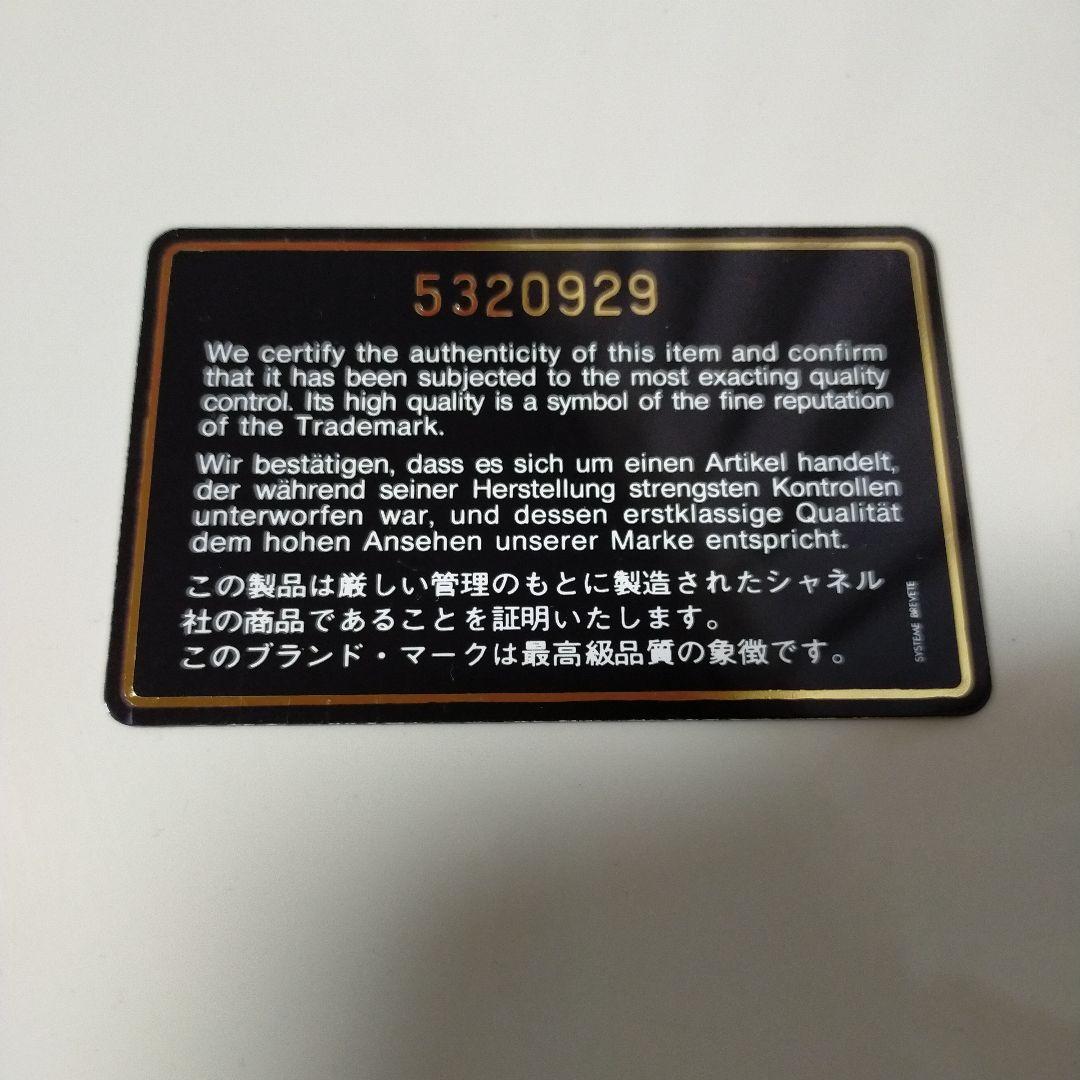 5320929
We certify the authenticity of this item and confirm
that it has been subjected to the most exacting quality
control. Its high quality is a symbol of the fine reputation
of the Trademark.
Wir bestätigen, dass es sich um einen Artikel handelt,
der während seiner Herstellung strengsten Kontrollen
unterworfen war, und dessen erstklassige Qualität
dem hohen Ansehen unserer Marke entspricht.
この製品は厳しい管理のもとに製造されたシャネル
社の商品であることを証明いたします。
このブランド・マークは最高級品質の象徴です。
SYSTEME BREVETE